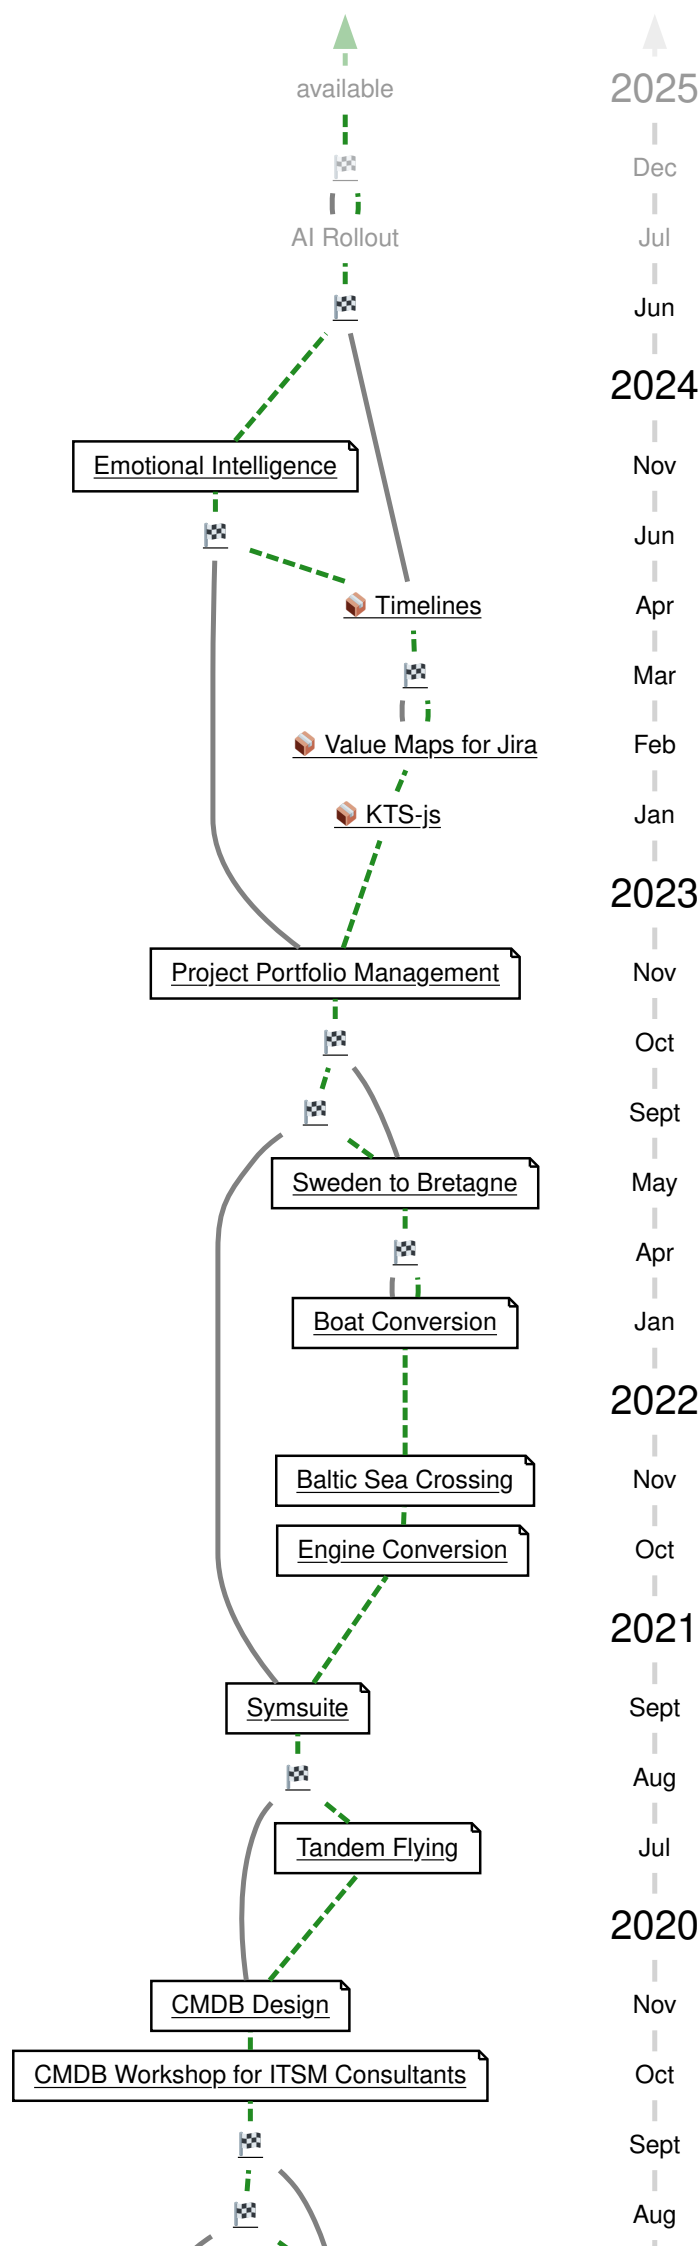 available 2025
Dec
AI Rollout Jul
Jun
2024
Emotional Intelligence Nov
Jun
Timelines Apr
Mar
Value Maps for Jira Feb
KTS-js Jan
2023
Project Portfolio Management Nov
Oct
Sept
Sweden to Bretagne May
Apr
Boat Conversion Jan
2022
Baltic Sea Crossing Nov
Engine Conversion Oct
2021
Symsuite Sept
Aug
Tandem Flying Jul
2020
CMDB Design Nov
CMDB Workshop for ITSM Consultants Oct
Sept
Aug